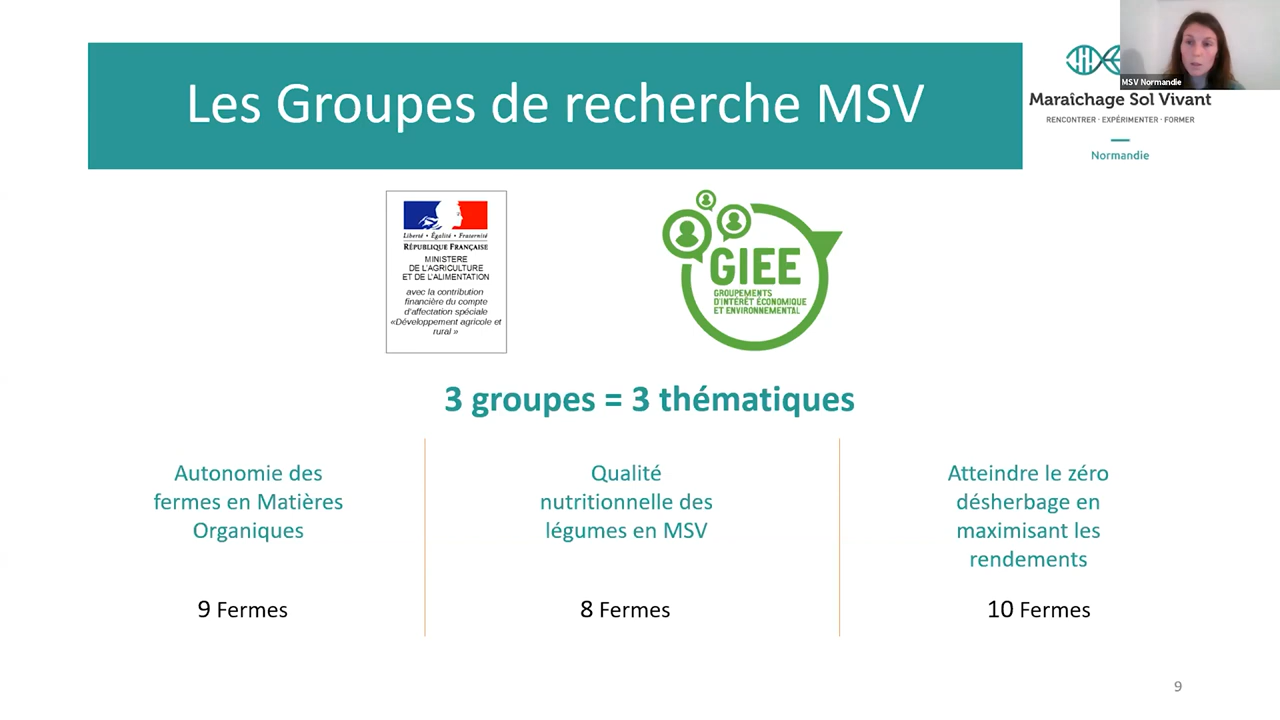 Les Groupes de recherche MSV
MSV Normandie
Maraîchage Sol Vivant
RENCONTRER · EXPÉRIMENTER · FORMER
Normandie
Liberté • Égalité • Fraternité
RÉPUBLIQUE FRANÇAISE
MINISTERE
DE L'AGRICULTURE
ET DE L'ALIMENTATION
avec la contribution
financière du compte
d'affectation spéciale
«Développement agricole et
rural »
GIEE
GROUPEMENTS
D'INTÉRÊT ÉCONOMIQUE
ET ENVIRONNEMENTAL
3 groupes = 3 thématiques
Autonomie des
fermes en Matières
Organiques
9 Fermes
Qualité
nutritionnelle des
légumes en MSV
8 Fermes
Atteindre le zéro
désherbage en
maximisant les
rendements
10 Fermes
9